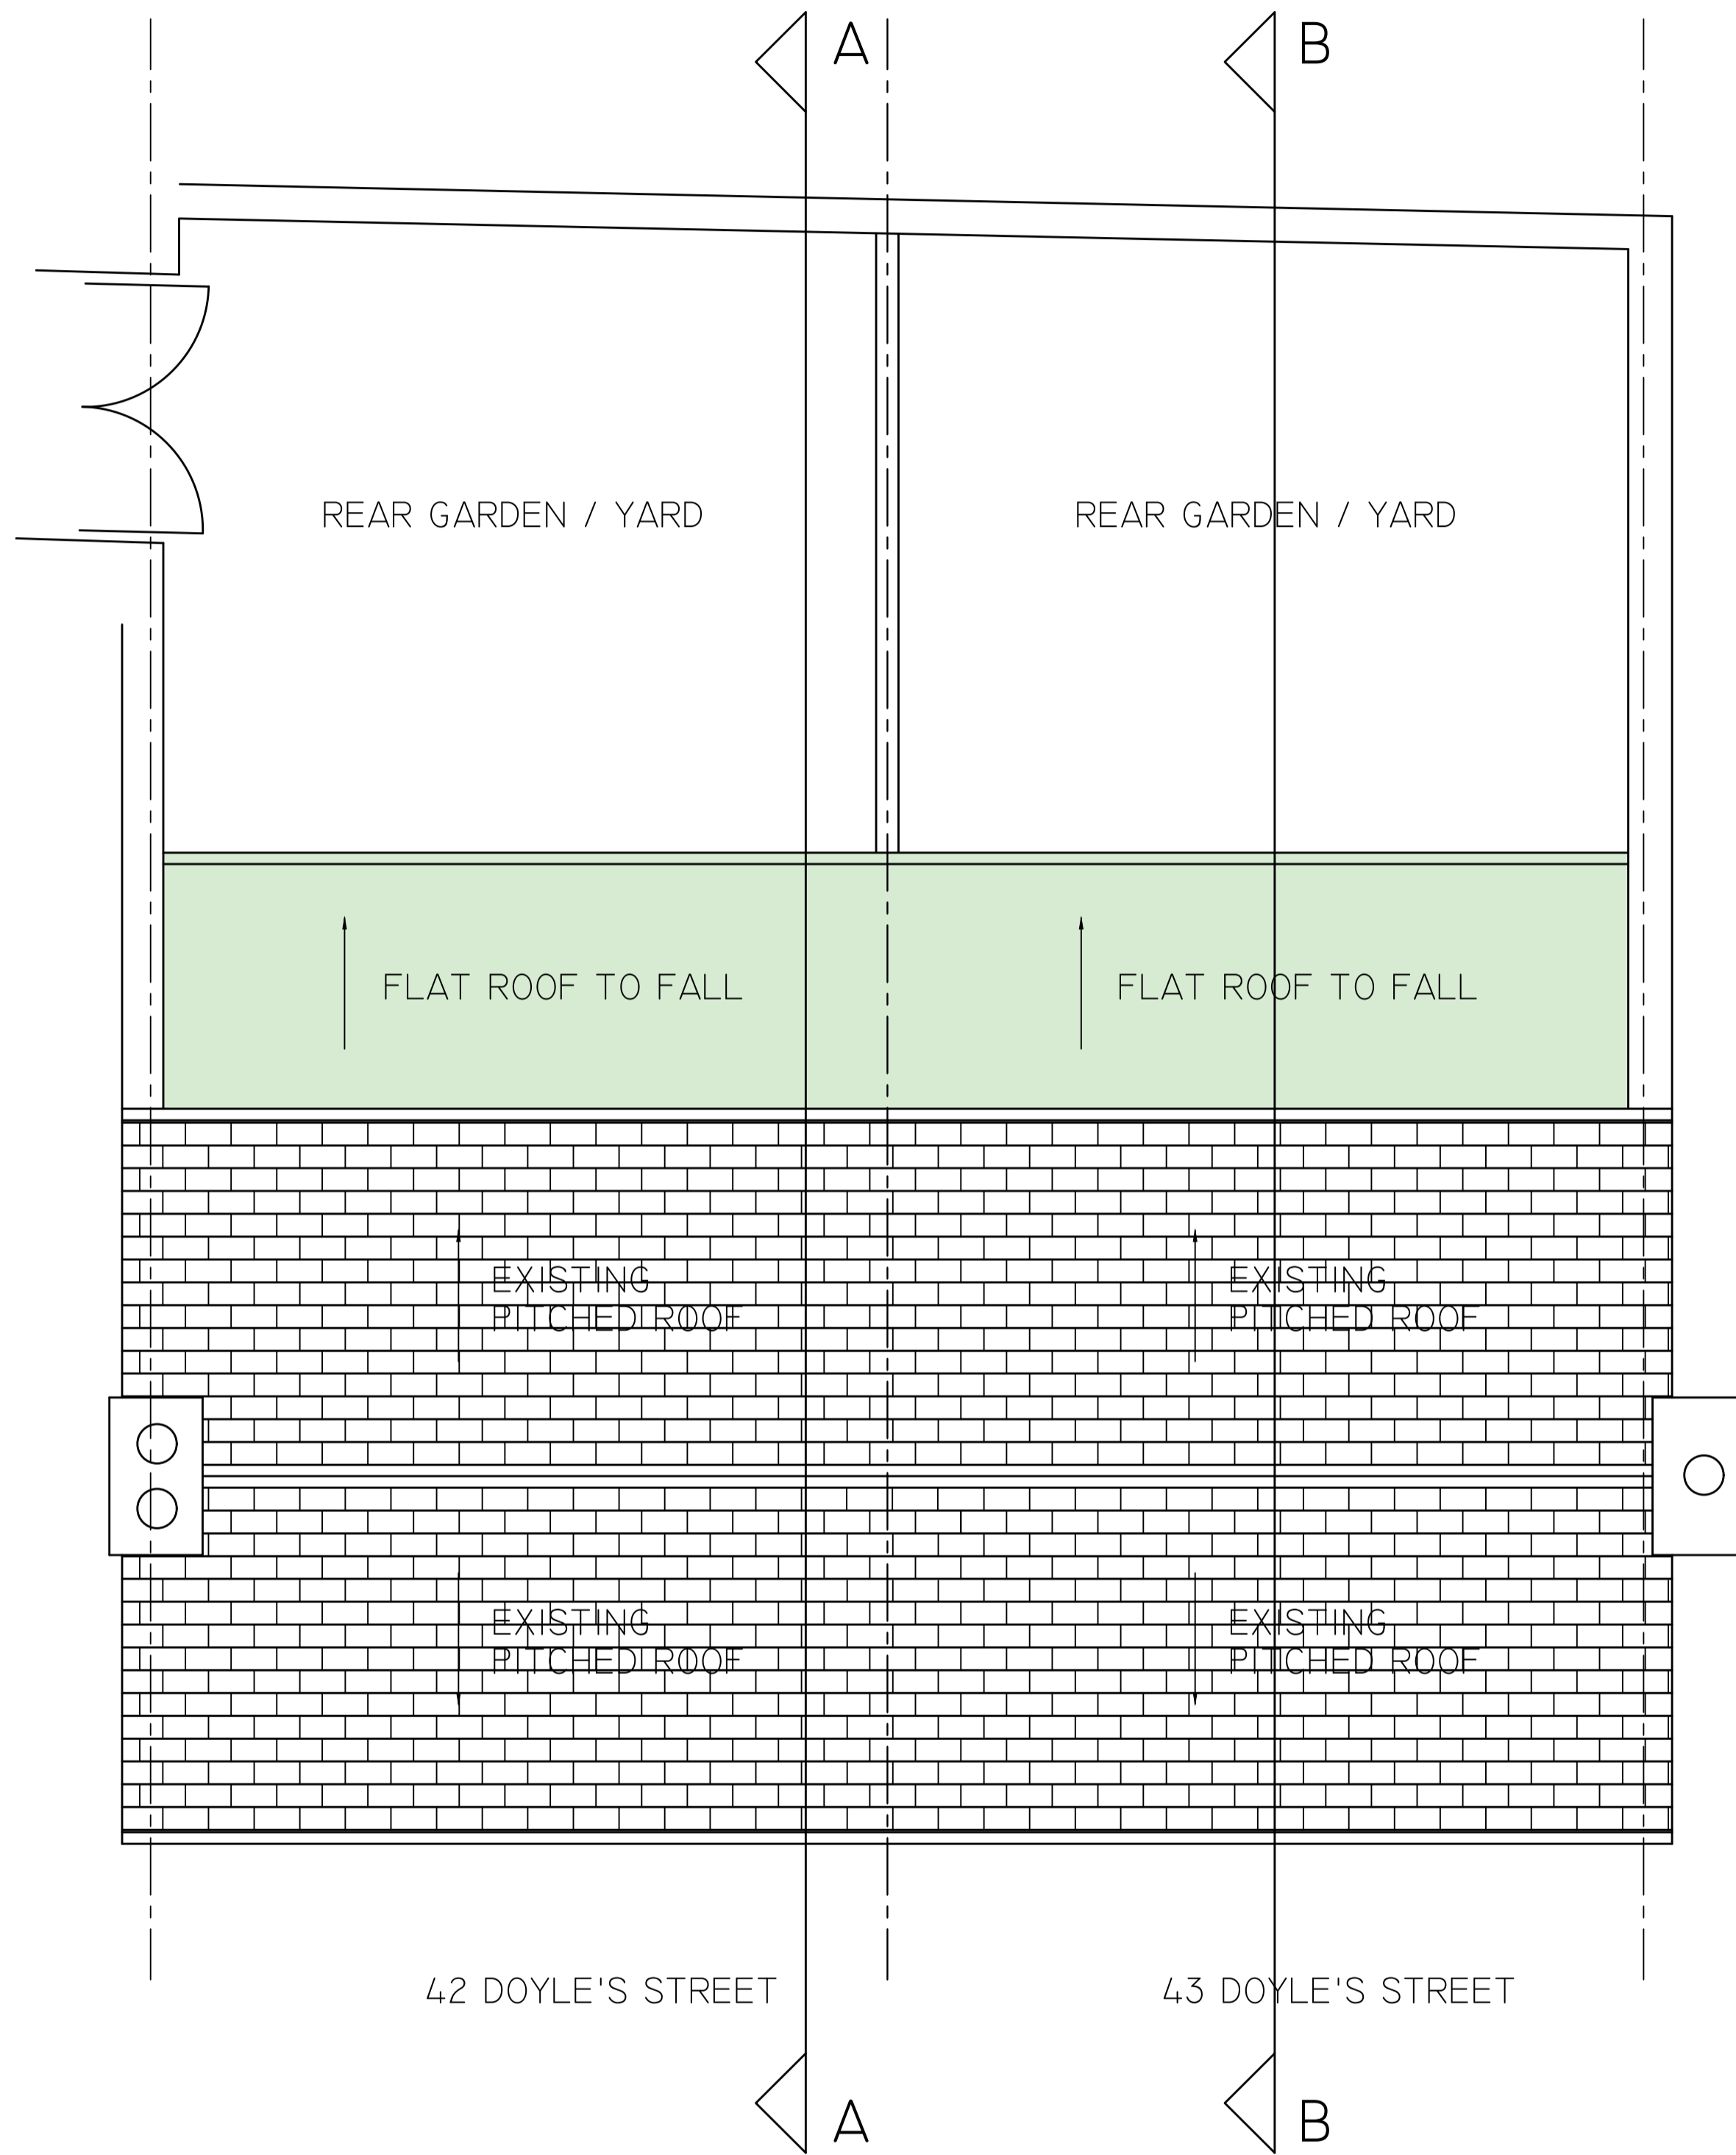 A
B
REAR GARDEN / YARD
REAR GARDEN / YARD
FLAT ROOF TO FALL
FLAT ROOF TO FALL
EXISTING
PITCHED ROOF
EXISTING
PITCHED ROOF
EXISTING
PITCHED ROOF
EXISTING
PITCHED ROOF
42 DOYLE'S STREET
43 DOYLE'S STREET
A
B